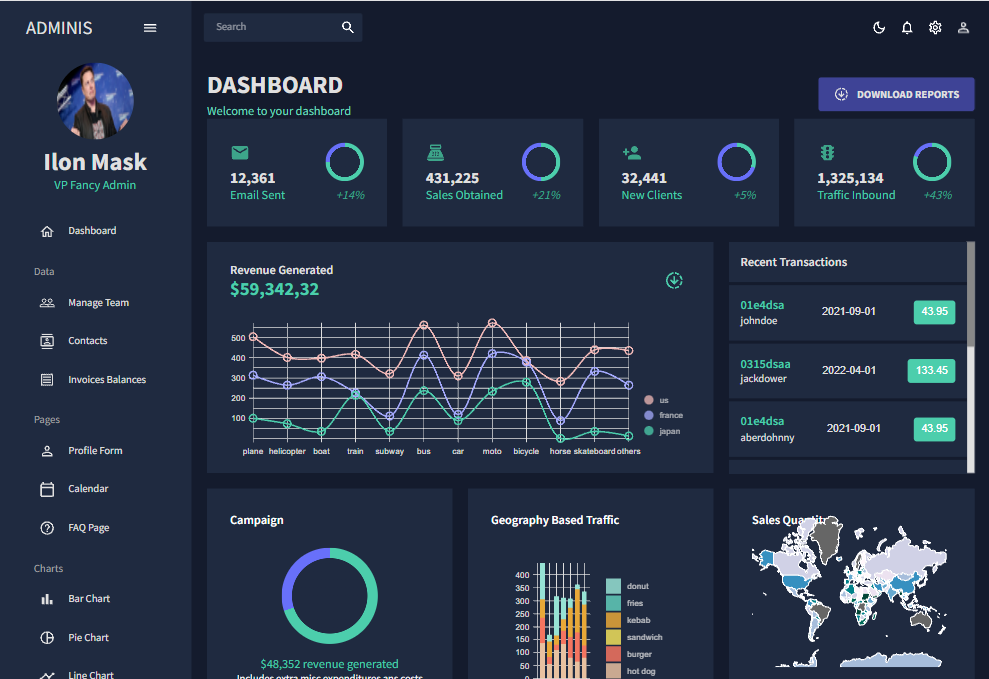 ADMINIS
Search
Ilon Mask
VP Fancy Admin
Dashboard
Data
Manage Team
Contacts
Invoices Balances
Pages
Profile Form
Calendar
FAQ Page
Charts
Bar Chart
Pie Chart
Line Chart
DASHBOARD
Welcome to your dashboard
DOWNLOAD REPORTS
12,361
Email Sent +14%
431,225
Sales Obtained +21%
32,441
New Clients +5%
1,325,134
Traffic Inbound +43%
Revenue Generated
$59,342,32
500
400
300
200
100
plane helicopter boat train subway bus car moto bicycle horse skateboard others
us
france
japan
Recent Transactions
01e4dsa
johndoe
2021-09-01
43.95
0315dsaa
jackdower
2022-04-01
133.45
01e4dsa
aberdohnny
2021-09-01
43.95
Campaign
$48,352 revenue generated
Includes extra misc expenditures ans costs
Geography Based Traffic
400
350
300
250
200
150
100
50
donut
fries
kebab
sandwich
burger
hot dog
Sales Quantity